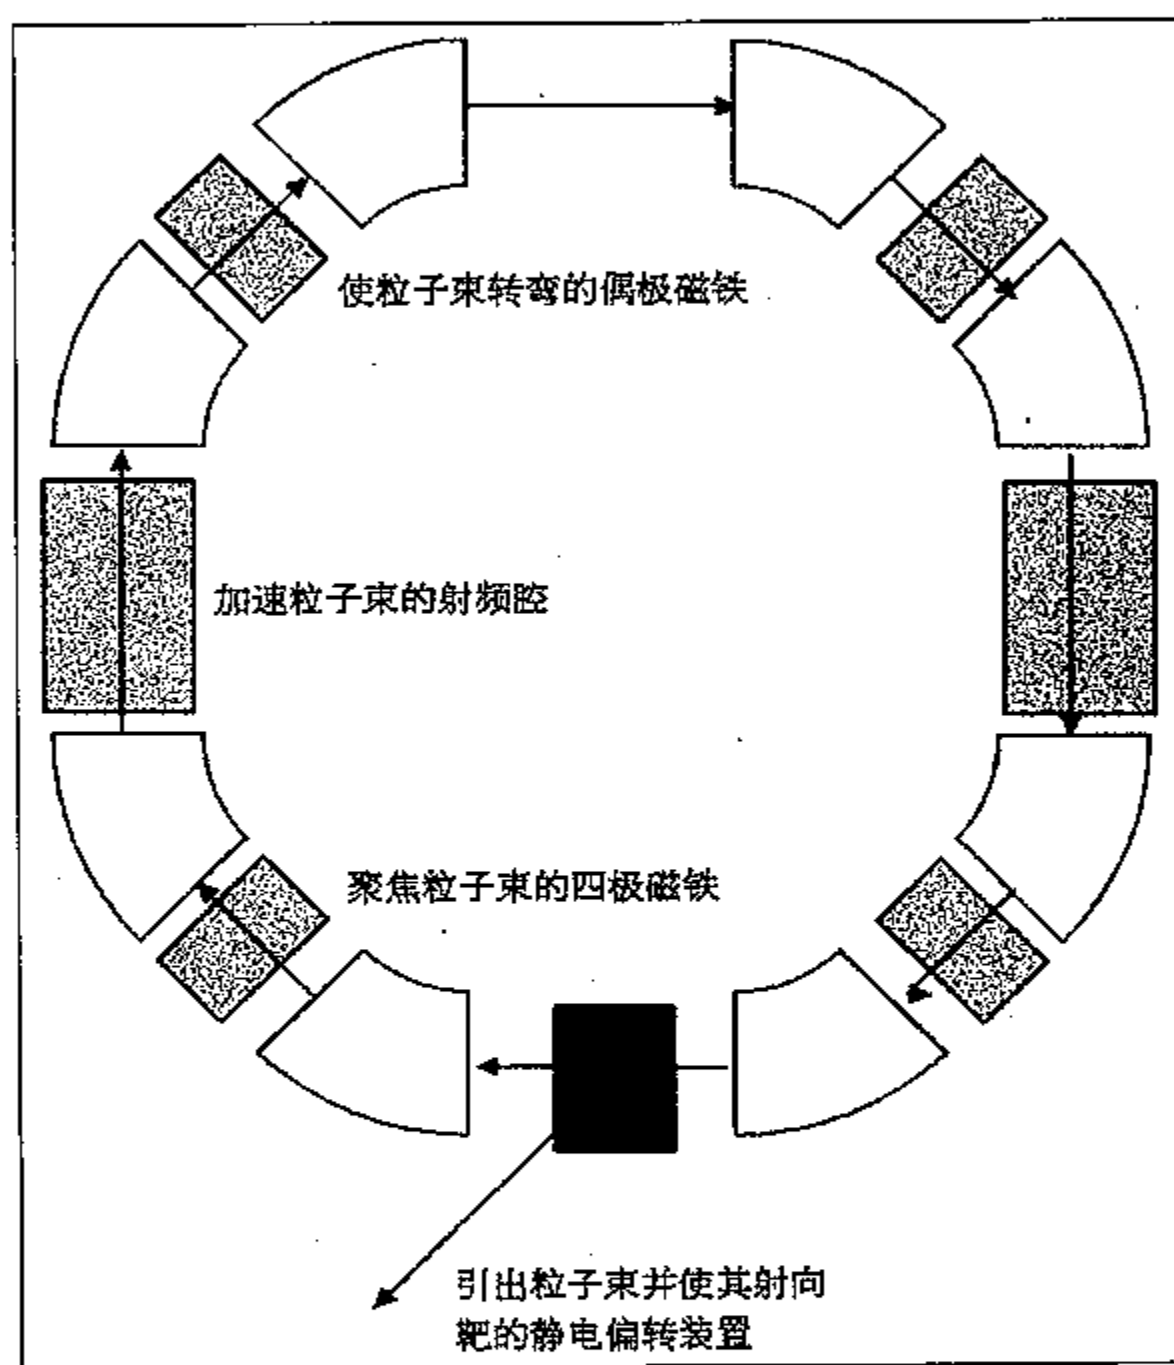 使粒子束转弯的偶极磁铁
加速粒子束的射频腔
聚焦粒子束的四极磁铁
引出粒子束并使其射向
靶的静电偏转装置